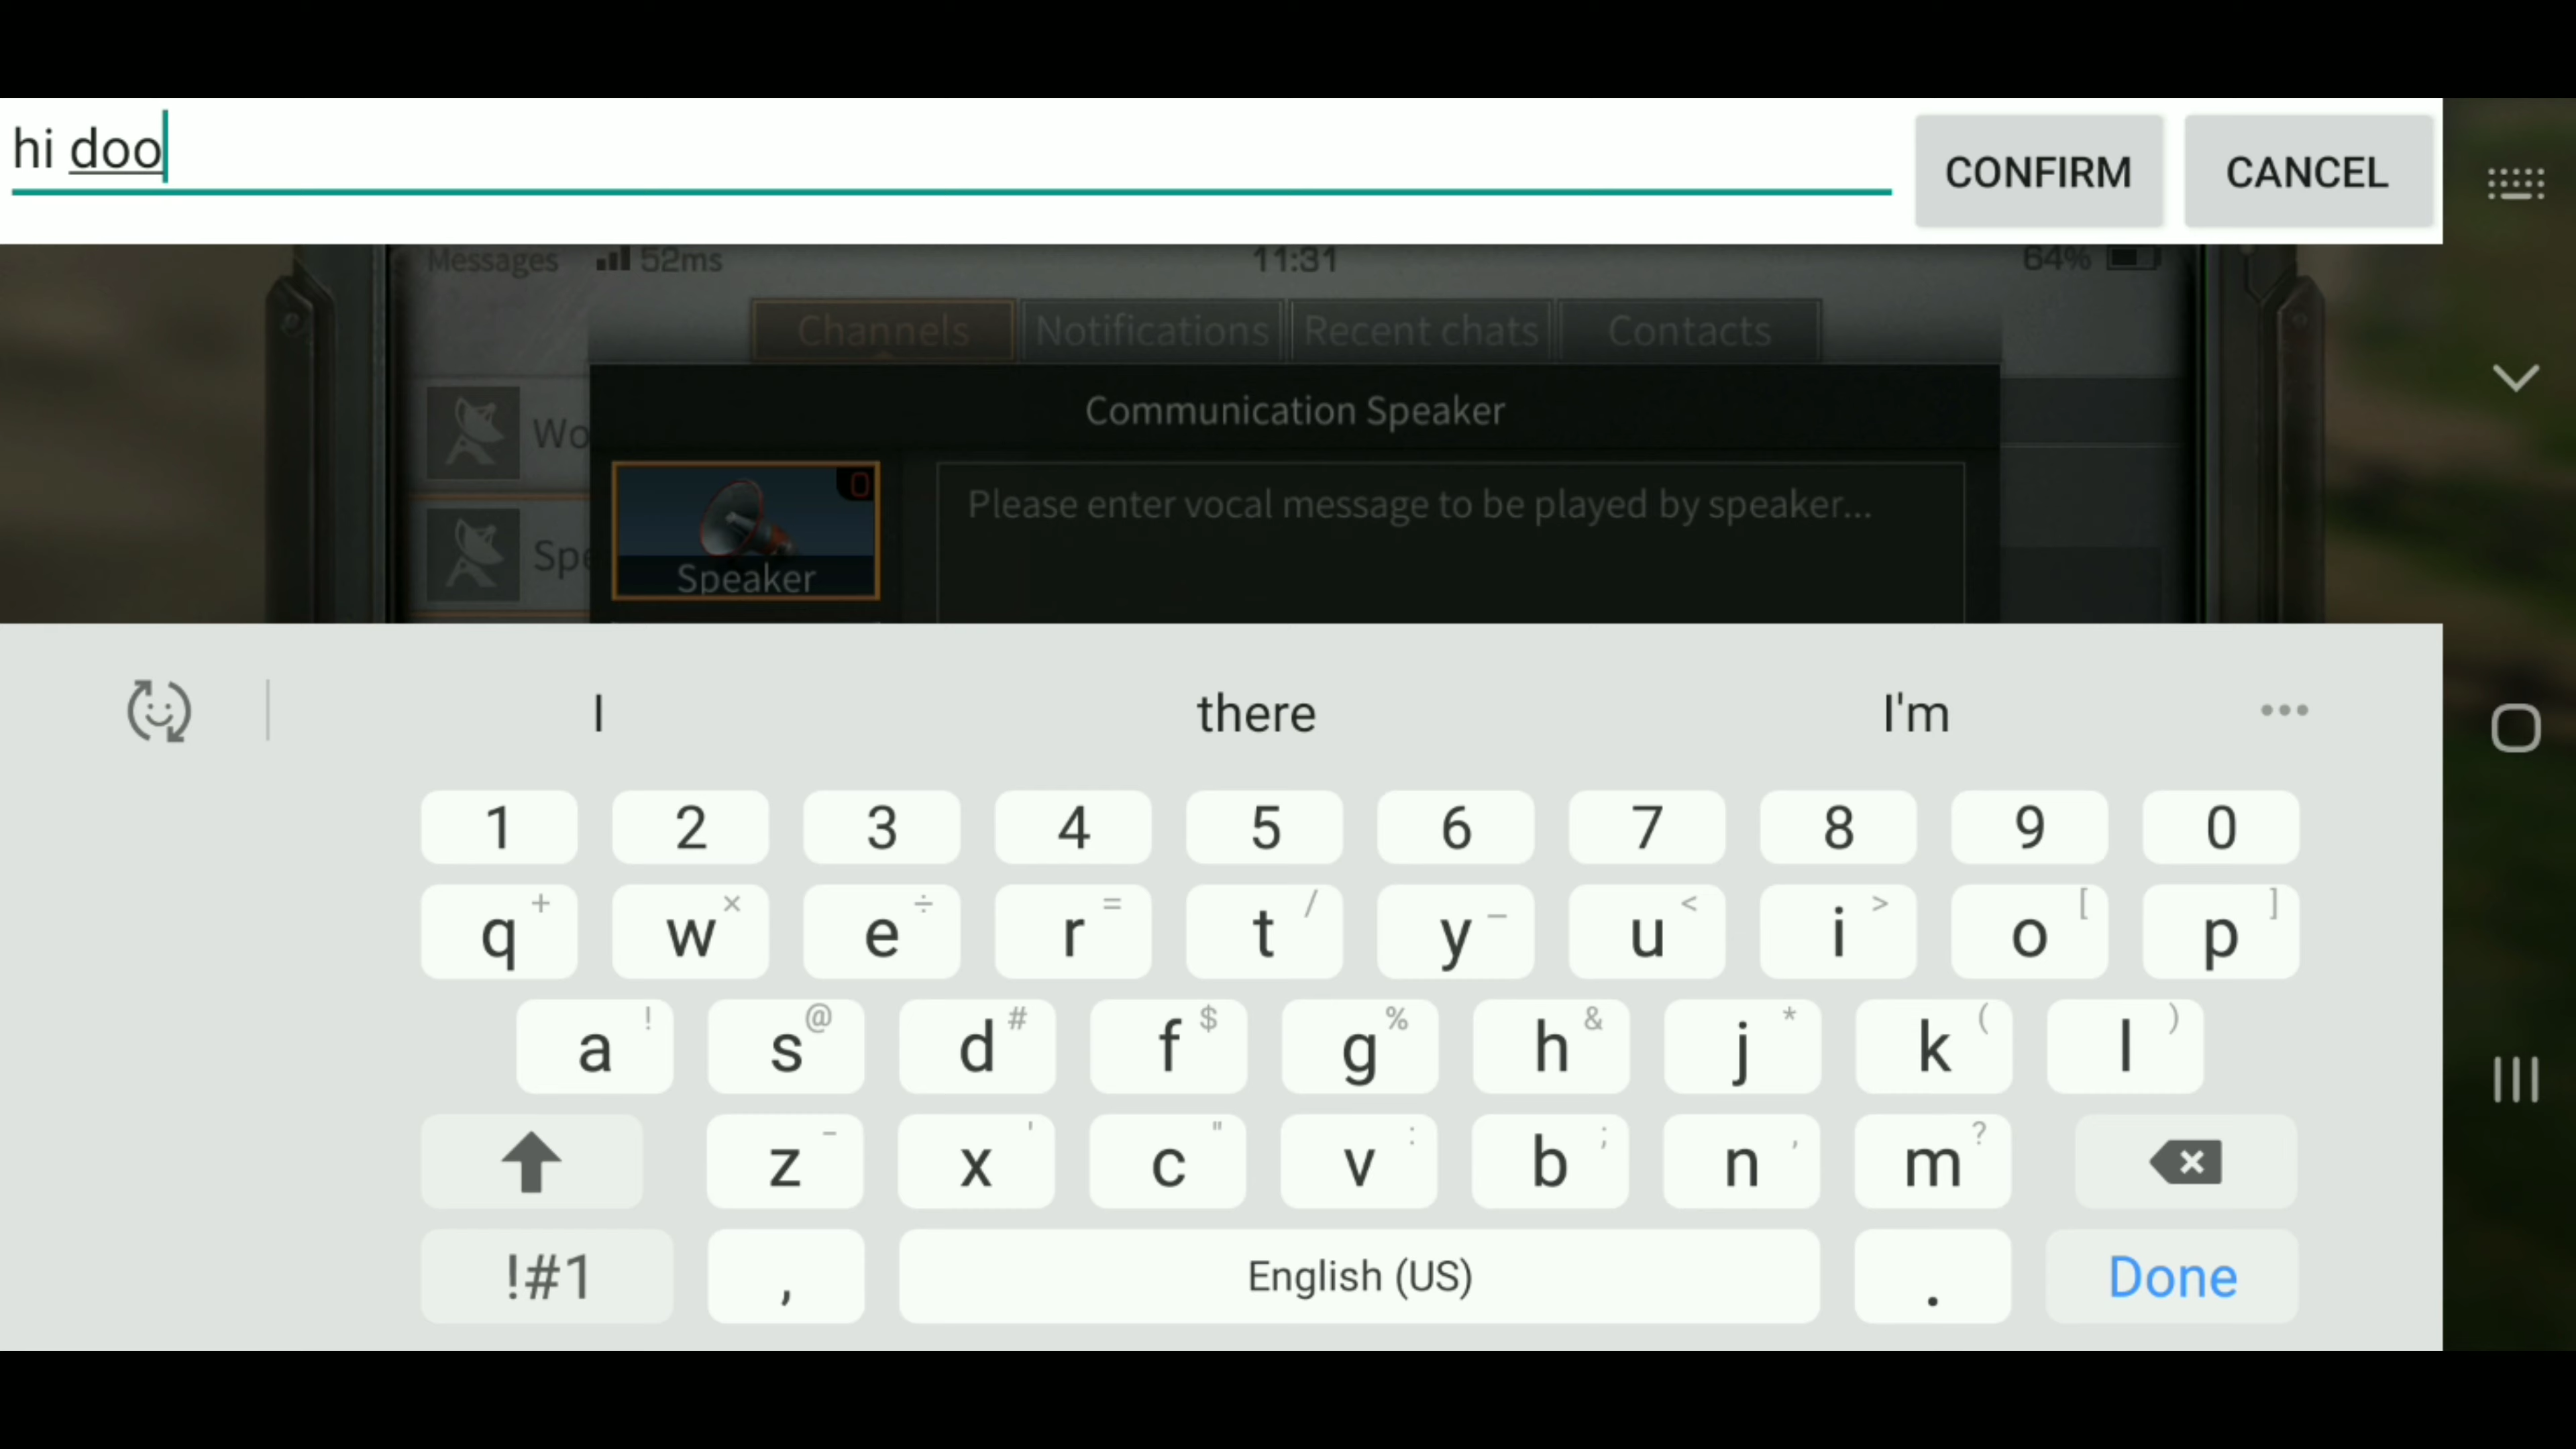 hi doo
CONFIRM
CANCEL
Messages 52ms 11:31 64%
Channels Notifications Recent chats Contacts
Communication Speaker
Wo
0
Please enter vocal message to be played by speaker...
Spe
Speaker
I there I'm
1 2 3 4 5 6 7 8 9 0
q + w × e ÷ r = t / y _ u < i > o [ p ]
a ! s @ d # f $ g % h & j * k ( l )
z - x ' c " v : b ; n , m ?
!#1 , English (US) . Done